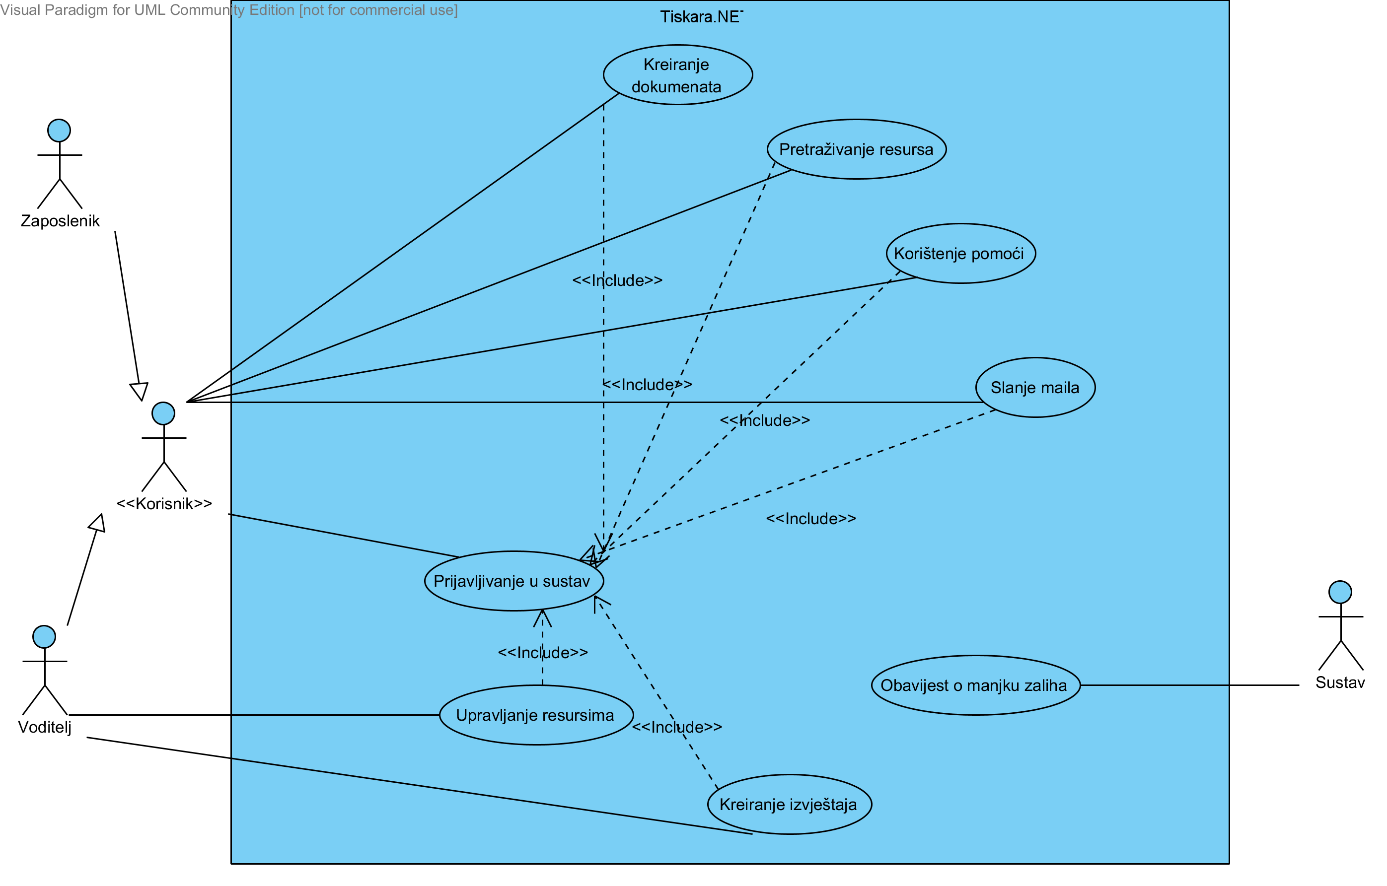 Visual Paradigm for UML Community Edition [not for commercial use]
Tiskara.NE
Kreiranje
dokumenata
Pretraživanje resursa
Zaposlenik
Korištenje pomoći
<<Include>>
<<Include>>
Slanje maila
<<Include>>
<<Korisnik>>
<<Include>>
Prijavljivanje u sustav
<<Include>>
Obavijest o manjku zaliha
Sustav
Upravljanje resursima
Voditelj
<<Include>>
Kreiranje izvještaja